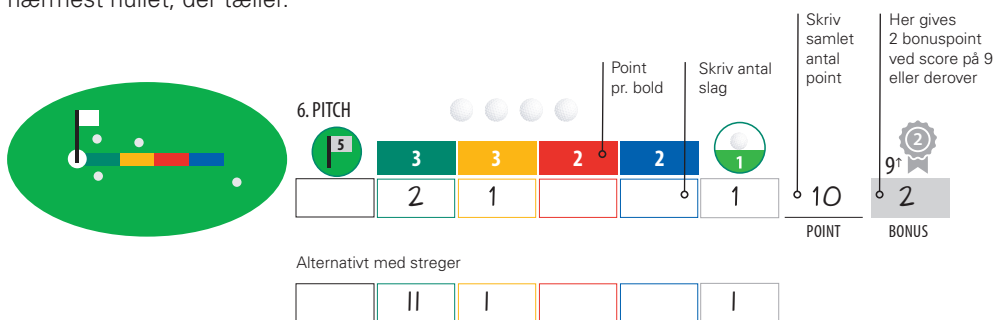 nærmest hullet, der tæller.
Skriv
samlet
antal
point
Her gives
2 bonuspoint
ved score på 9
eller derover
Point
pr. bold
Skriv antal
slag
6. PITCH
5
3
3
2
2
1
2
9↑
2
1
1
10
2
POINT
BONUS
Alternativt med streger
||
|
|